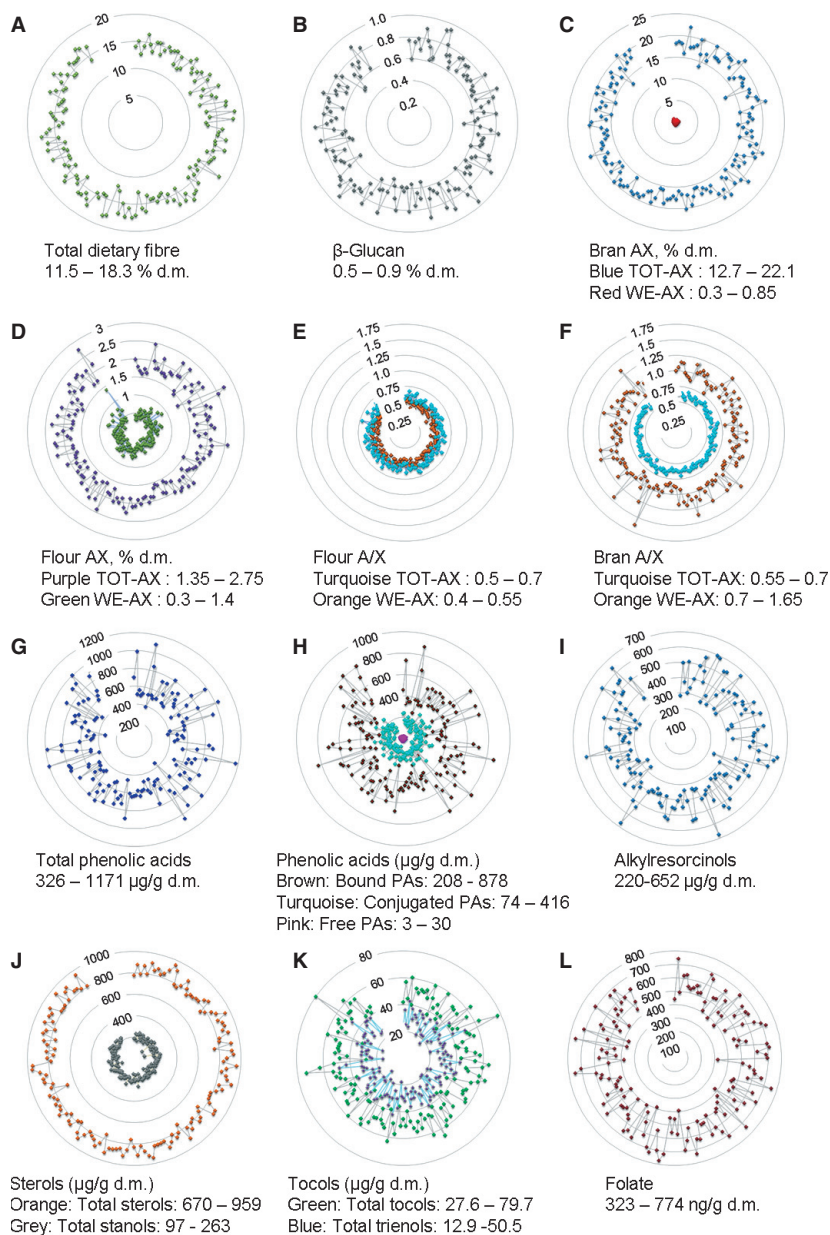 A
20
15
10
5
Total dietary fibre
11.5 – 18.3 % d.m.
B
1.0
0.8
0.6
0.4
0.2
β-Glucan
0.5 – 0.9 % d.m.
C
25
20
15
10
5
Bran AX, % d.m.
Blue TOT-AX : 12.7 – 22.1
Red WE-AX : 0.3 – 0.85
D
3
2.5
2
1.5
1
Flour AX, % d.m.
Purple TOT-AX : 1.35 – 2.75
Green WE-AX : 0.3 – 1.4
E
1.75
1.5
1.25
1.0
0.75
0.5
0.25
Flour A/X
Turquoise TOT-AX : 0.5 – 0.7
Orange WE-AX: 0.4 – 0.55
F
1.75
1.5
1.25
1.0
0.75
0.5
0.25
Bran A/X
Turquoise TOT-AX: 0.55 – 0.7
Orange WE-AX: 0.7 – 1.65
G
1200
1000
800
600
400
200
Total phenolic acids
326 – 1171 µg/g d.m.
H
1000
800
600
400
Phenolic acids (µg/g d.m.)
Brown: Bound PAs: 208 - 878
Turquoise: Conjugated PAs: 74 – 416
Pink: Free PAs: 3 – 30
I
700
600
500
400
300
200
100
Alkylresorcinols
220-652 µg/g d.m.
J
1000
800
600
400
Sterols (µg/g d.m.)
Orange: Total sterols: 670 – 959
Grey: Total stanols: 97 - 263
K
80
60
40
20
Tocols (µg/g d.m.)
Green: Total tocols: 27.6 – 79.7
Blue: Total trienols: 12.9 -50.5
L
800
700
600
500
400
300
200
100
Folate
323 – 774 ng/g d.m.